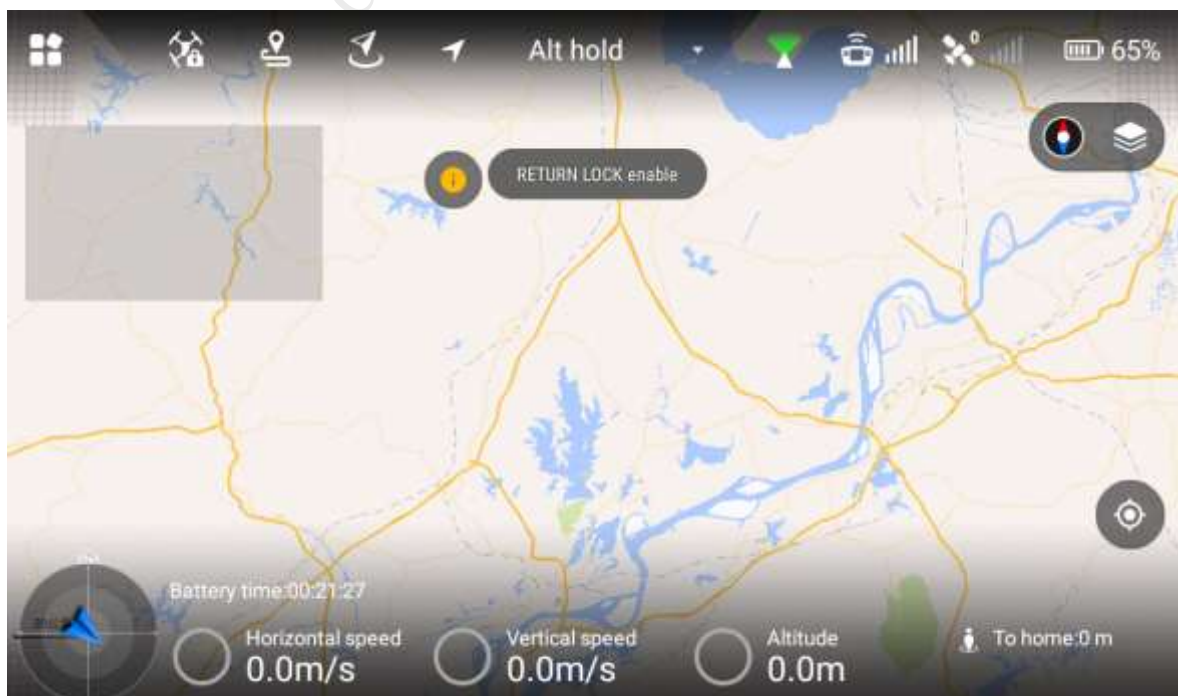 Alt hold
0
65%
RETURN LOCK enable
Battery time:00:21:27
Horizontal speed
0.0m/s
Vertical speed
0.0m/s
Altitude
0.0m
To home:0 m